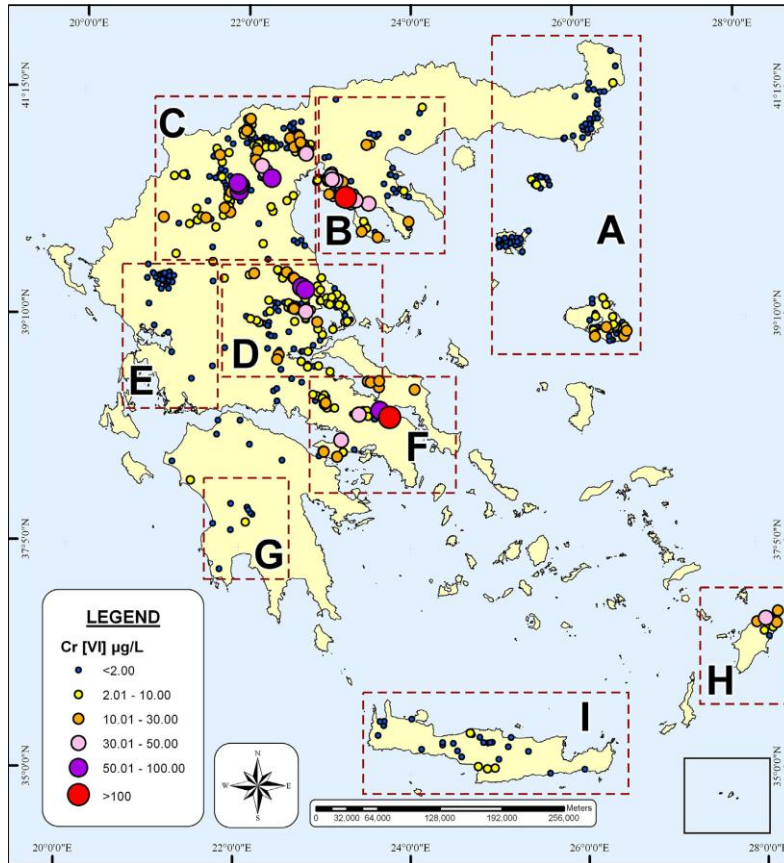 20°0'0"E 22°0'0"E 24°0'0"E 26°0'0"E 28°0'0"E
41°15'0"N 41°15'0"N
C
B
A
39°10'0"N 39°10'0"N
D
E
F
37°5'0"N 37°5'0"N
G
LEGEND
Cr [VI] µg/L
<2.00
2.01 - 10.00
10.01 - 30.00
30.01 - 50.00
50.01 - 100.00
>100
H
I
35°0'0"N 35°0'0"N
N
W E
S
Meters
0 32,000 64,000 128,000 192,000 256,000
20°0'0"E 22°0'0"E 24°0'0"E 26°0'0"E 28°0'0"E